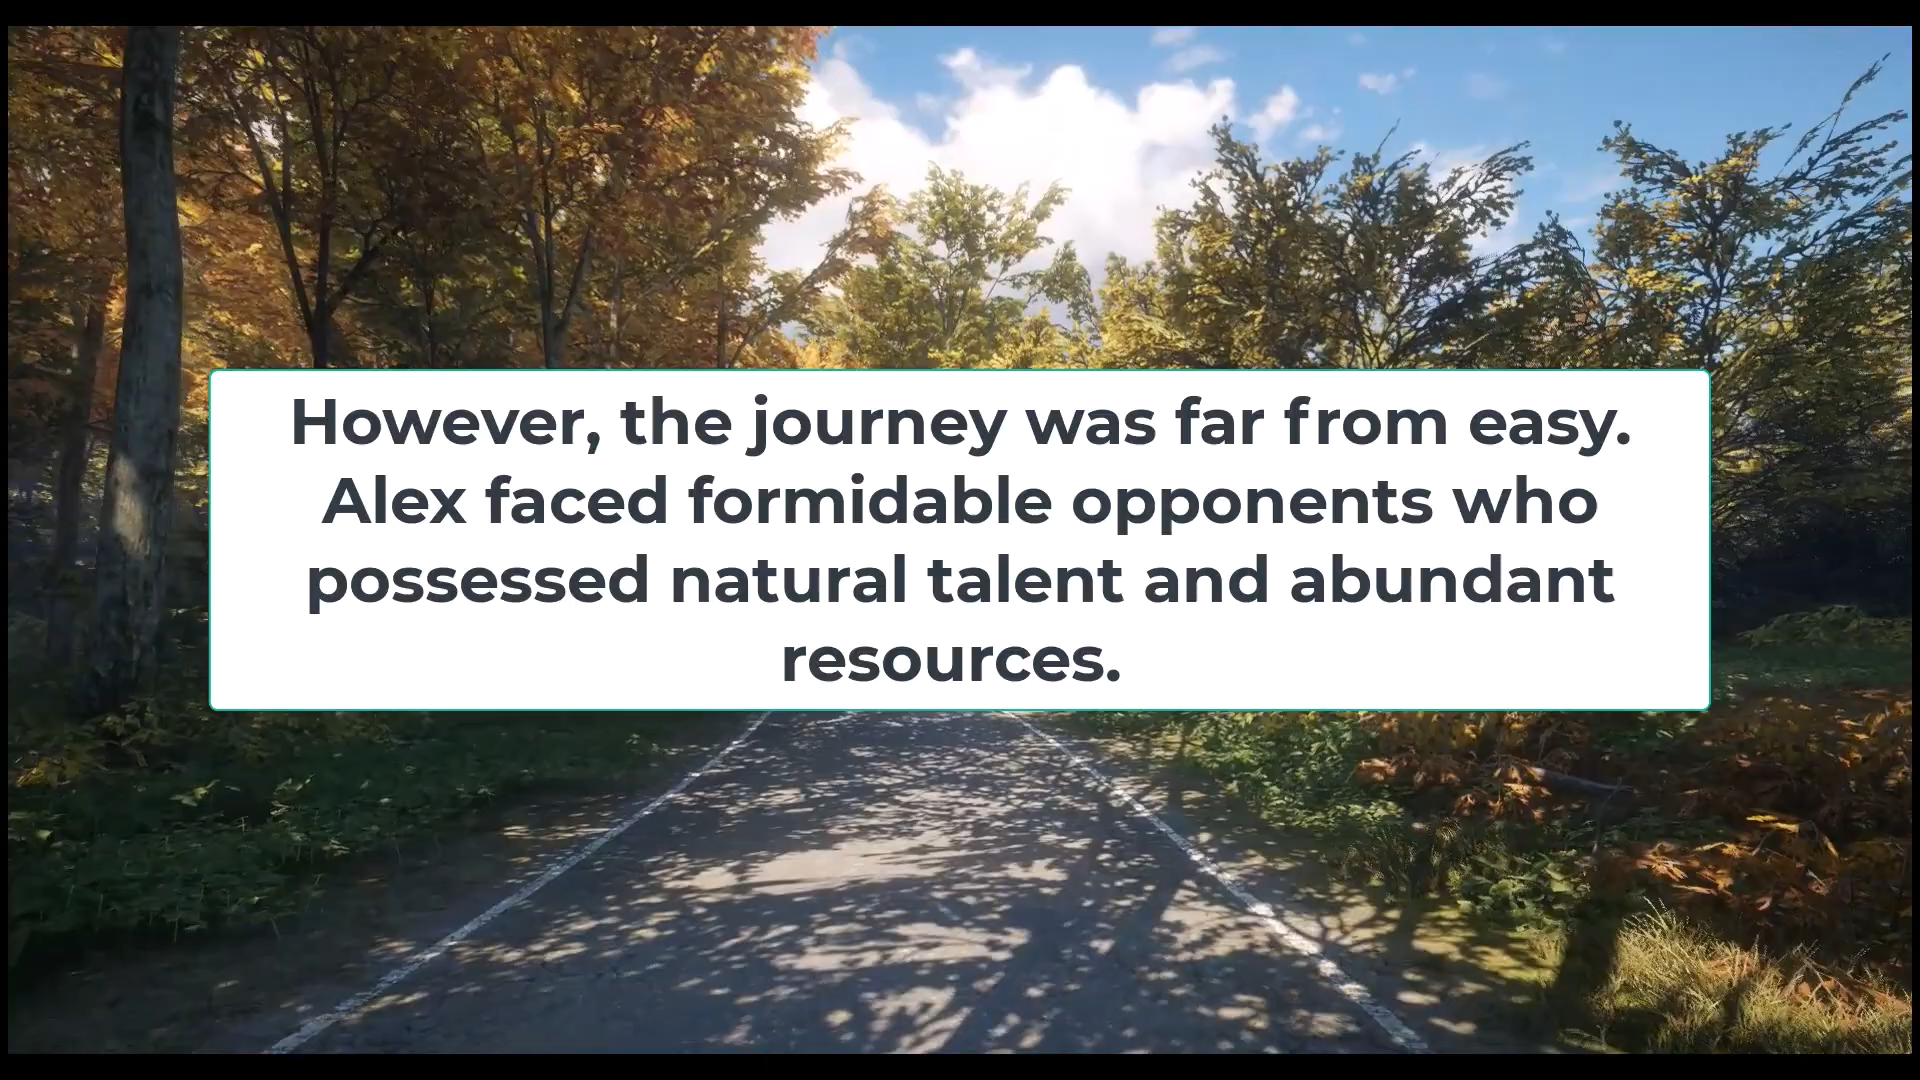 However, the journey was far from easy.
Alex faced formidable opponents who
possessed natural talent and abundant
resources.